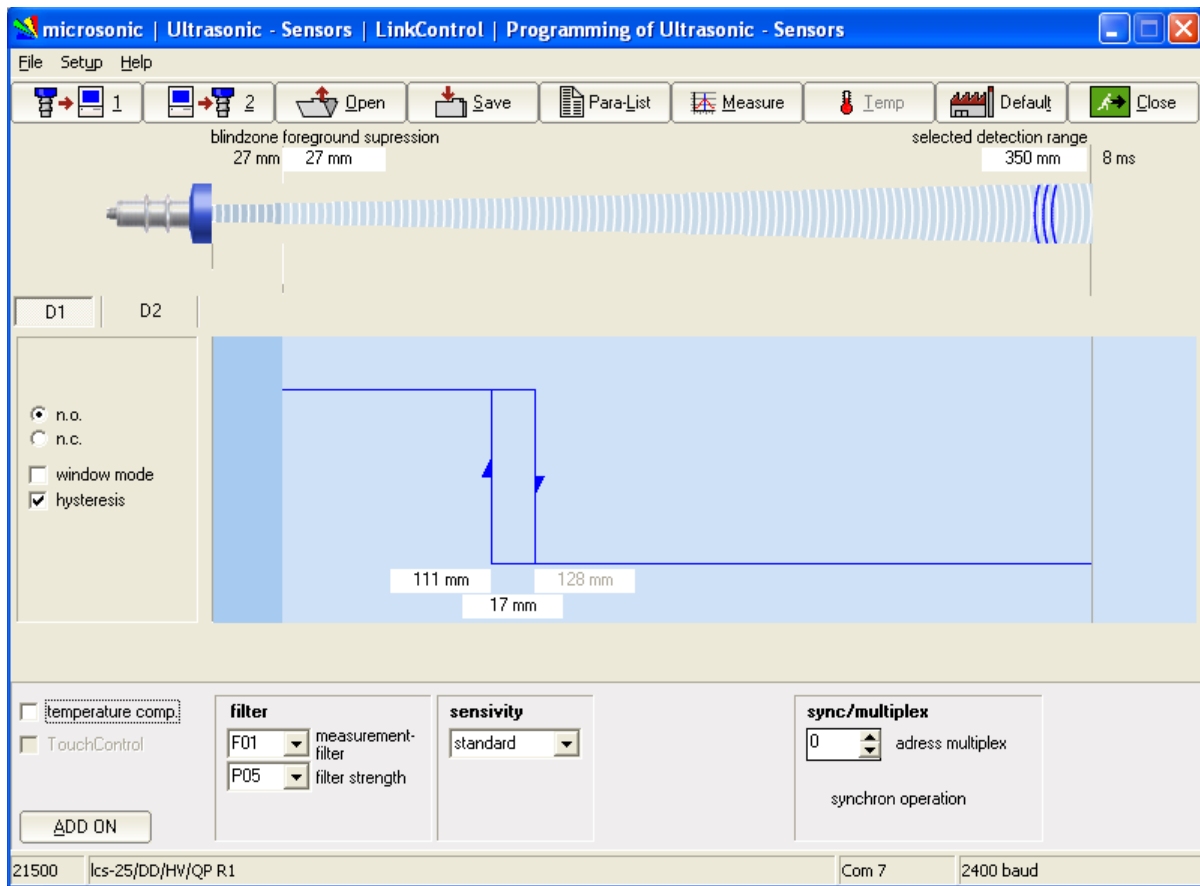 microsonic | Ultrasonic - Sensors | LinkControl | Programming of Ultrasonic - Sensors
File Setup Help
1 2 Open Save Para-List Measure Temp Default Close
blindzone foreground supression selected detection range
27 mm 27 mm 350 mm 8 ms
D1 D2
n.o.
n.c.
window mode
hysteresis
111 mm 128 mm
17 mm
temperature comp. filter sensivity sync/multiplex
TouchControl F01 measurement-filter standard 0 adress multiplex
P05 filter strength
synchron operation
ADD ON
21500 lcs-25/DD/HV/QP R1 Com 7 2400 baud